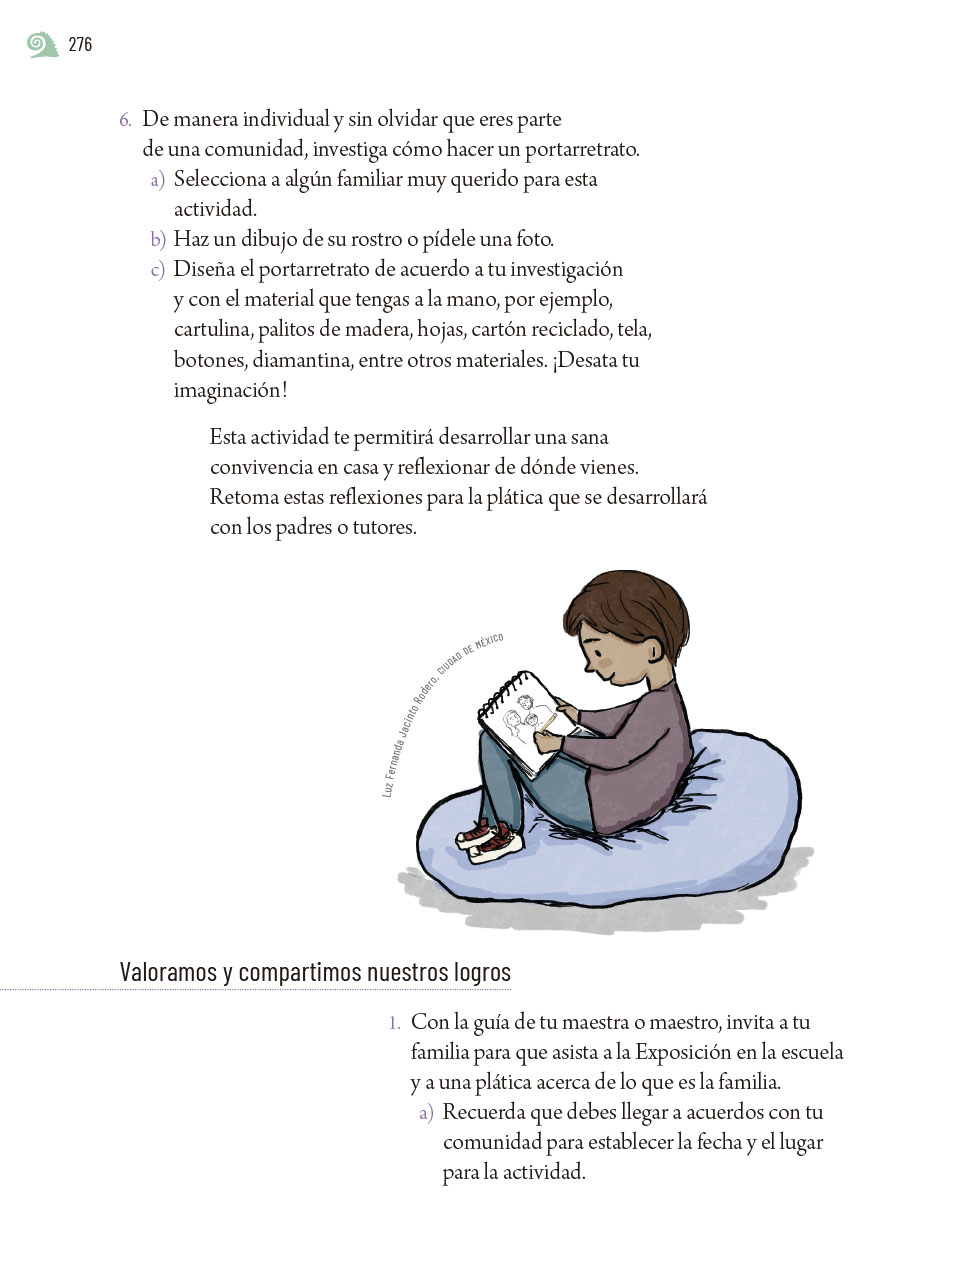 276
6. De manera individual y sin olvidar que eres parte
de una comunidad, investiga cómo hacer un portarretrato.
a) Selecciona a algún familiar muy querido para esta
actividad.
b) Haz un dibujo de su rostro o pídele una foto.
c) Diseña el portarretrato de acuerdo a tu investigación
y con el material que tengas a la mano, por ejemplo,
cartulina, palitos de madera, hojas, cartón reciclado, tela,
botones, diamantina, entre otros materiales. ¡Desata tu
imaginación!
Esta actividad te permitirá desarrollar una sana
convivencia en casa y reflexionar de dónde vienes.
Retoma estas reflexiones para la plática que se desarrollará
con los padres o tutores.
Luz Fernanda Jacinto Rodero, CIUDAD DE MÉXICO
Valoramos y compartimos nuestros logros
1. Con la guía de tu maestra o maestro, invita a tu
familia para que asista a la Exposición en la escuela
y a una plática acerca de lo que es la familia.
a) Recuerda que debes llegar a acuerdos con tu
comunidad para establecer la fecha y el lugar
para la actividad.